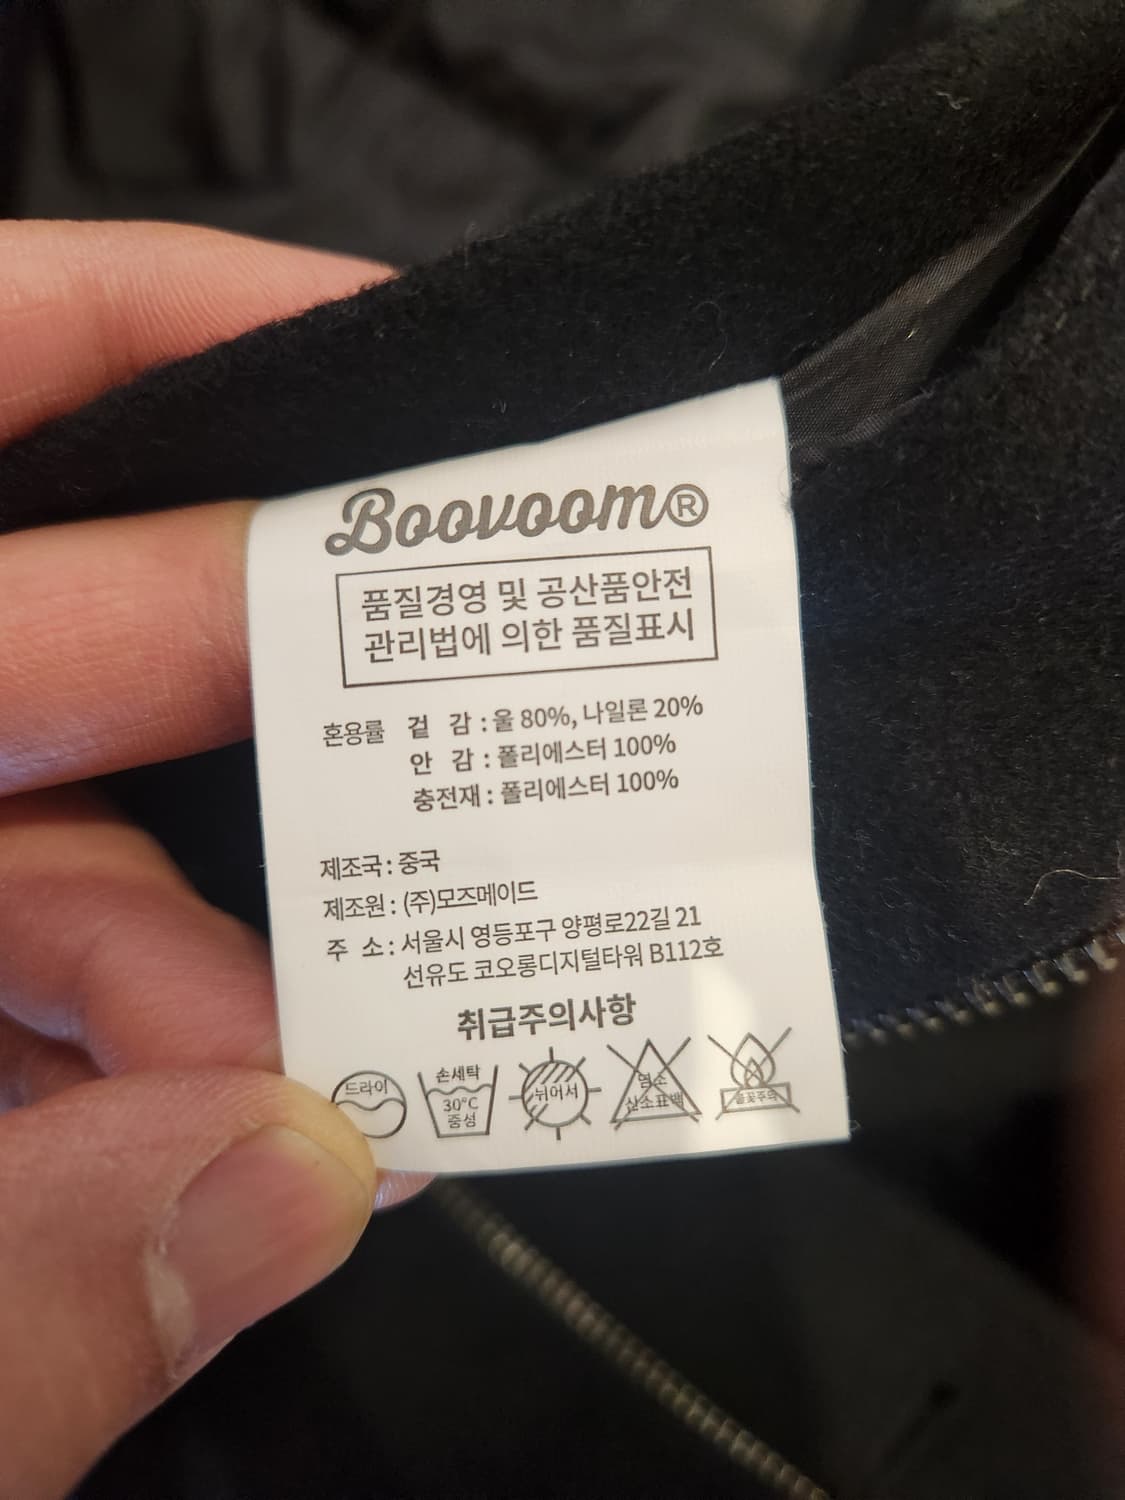 Boovoom®
품질경영 및 공산품안전
관리법에 의한 품질표시
혼용률 겉 감 : 울 80%, 나일론 20%
안 감 : 폴리에스터 100%
충전재 : 폴리에스터 100%
제조국 : 중국
제조원 : (주)모즈메이드
주 소 : 서울시 영등포구 양평로22길 21
선유도 코오롱디지털타워 B112호
취급주의사항
드라이
손세탁
30°C
중성
뉘어서
염소
산소표백
불꽃주의